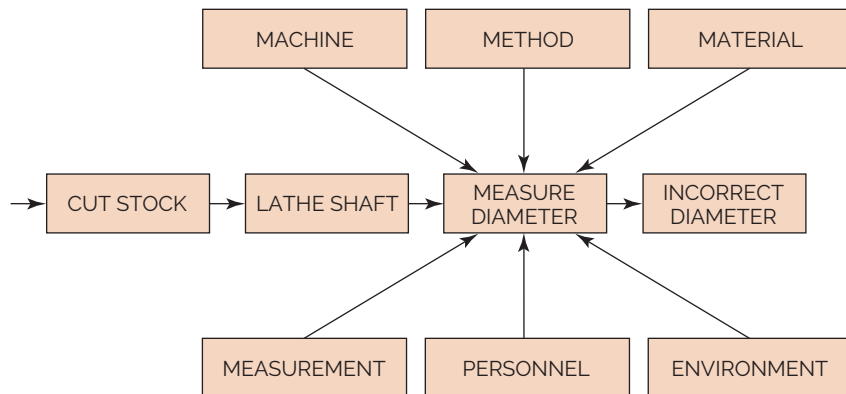 MACHINE
METHOD
MATERIAL
CUT STOCK
LATHE SHAFT
MEASURE
DIAMETER
INCORRECT
DIAMETER
MEASUREMENT
PERSONNEL
ENVIRONMENT